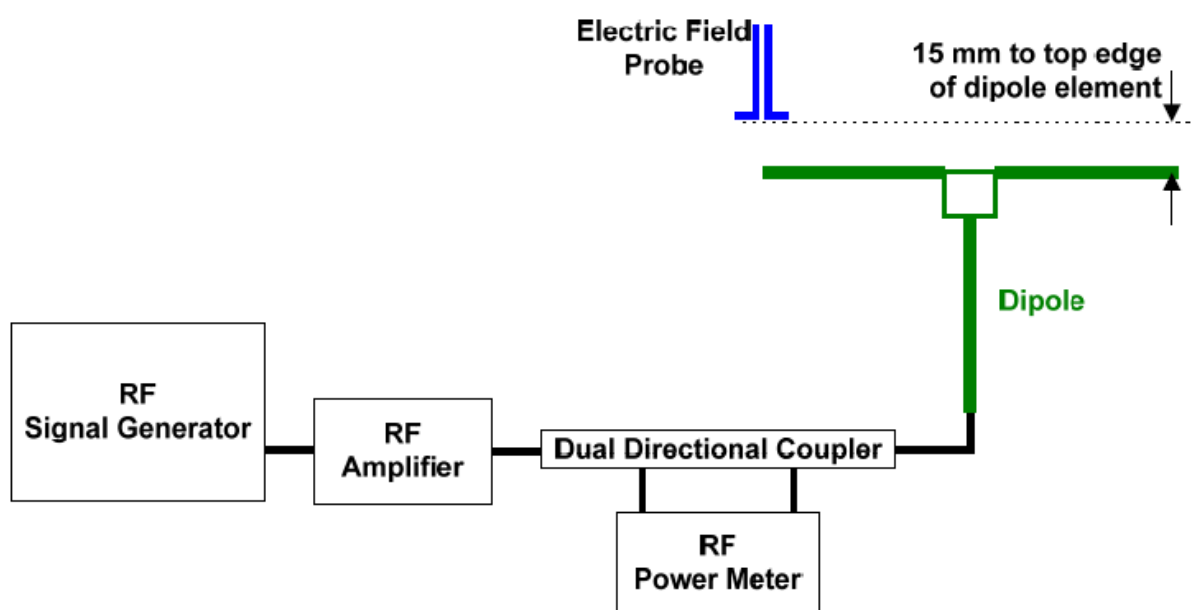 Electric Field
Probe
15 mm to top edge
of dipole element
Dipole
RF
Signal Generator
RF
Amplifier
Dual Directional Coupler
RF
Power Meter